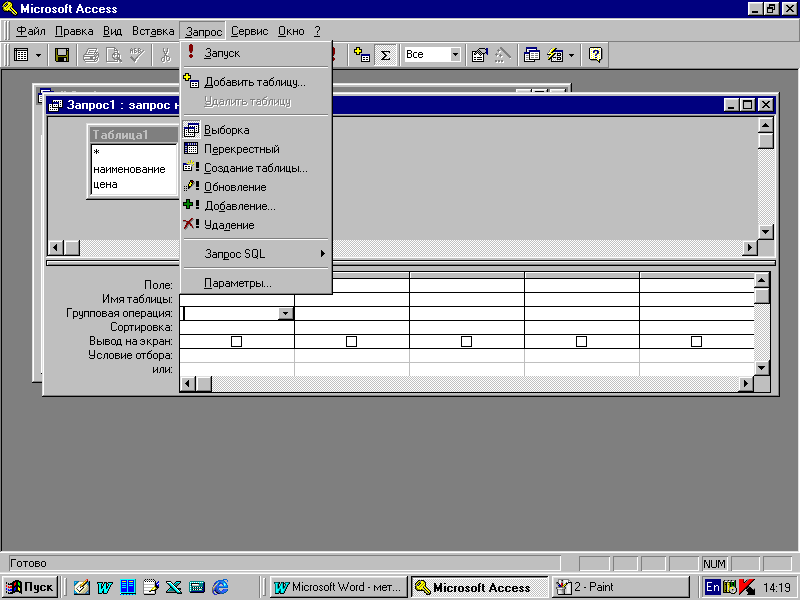 Microsoft Access
Файл Правка Вид Вставка Запрос Сервис Окно ?
Все
Запуск
Добавить таблицу...
Удалить таблицу
Выборка
Перекрестный
Создание таблицы...
Обновление
Добавление...
Удаление
Запрос SQL
Параметры...
Запрос1 : запрос н
Таблица1
*
наименование
цена
Поле:
Имя таблицы:
Групповая операция:
Сортировка:
Вывод на экран:
Условие отбора:
или:
Готово NUM
Пуск Microsoft Word - мет... Microsoft Access 2 - Paint En 14:19